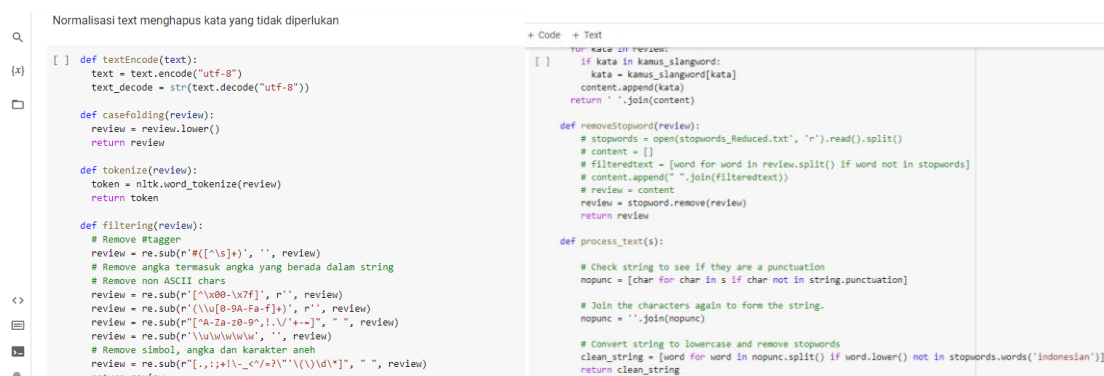 Normalisasi text menghapus kata yang tidak diperlukan
{x}
[ ] def textEncode(text):
text = text.encode("utf-8")
text_decode = str(text.decode("utf-8"))
def casefolding(review):
review = review.lower()
return review
def tokenize(review):
token = nltk.word_tokenize(review)
return token
def filtering(review):
# Remove #tagger
review = re.sub(r'#([^\s]+)', '', review)
# Remove angka termasuk angka yang berada dalam string
# Remove non ASCII chars
review = re.sub(r'[^\x00-\x7f]', r'', review)
review = re.sub(r'(\\u[0-9A-Fa-f]+)', r'', review)
review = re.sub(r"[^A-Za-z0-9^,!.\/'+-=]", " ", review)
review = re.sub(r'\\u\w\w\w\w', '', review)
# Remove simbol, angka dan karakter aneh
review = re.sub(r"[.,:;+!\-_<^/=?\"'\(\)\d\*]", " ", review)
return review
+ Code + Text
for kata in review:
[ ] if kata in kamus_slangword:
kata = kamus_slangword[kata]
content.append(kata)
return ' '.join(content)
def removeStopword(review):
# stopwords = open(stopwords_Reduced.txt', 'r').read().split()
# content = []
# filteredtext = [word for word in review.split() if word not in stopwords]
# content.append(" ".join(filteredtext))
# review = content
review = stopword.remove(review)
return review
def process_text(s):
# Check string to see if they are a punctuation
nopunc = [char for char in s if char not in string.punctuation]
# Join the characters again to form the string.
nopunc = ''.join(nopunc)
# Convert string to lowercase and remove stopwords
clean_string = [word for word in nopunc.split() if word.lower() not in stopwords.words('indonesian')]
return clean_string